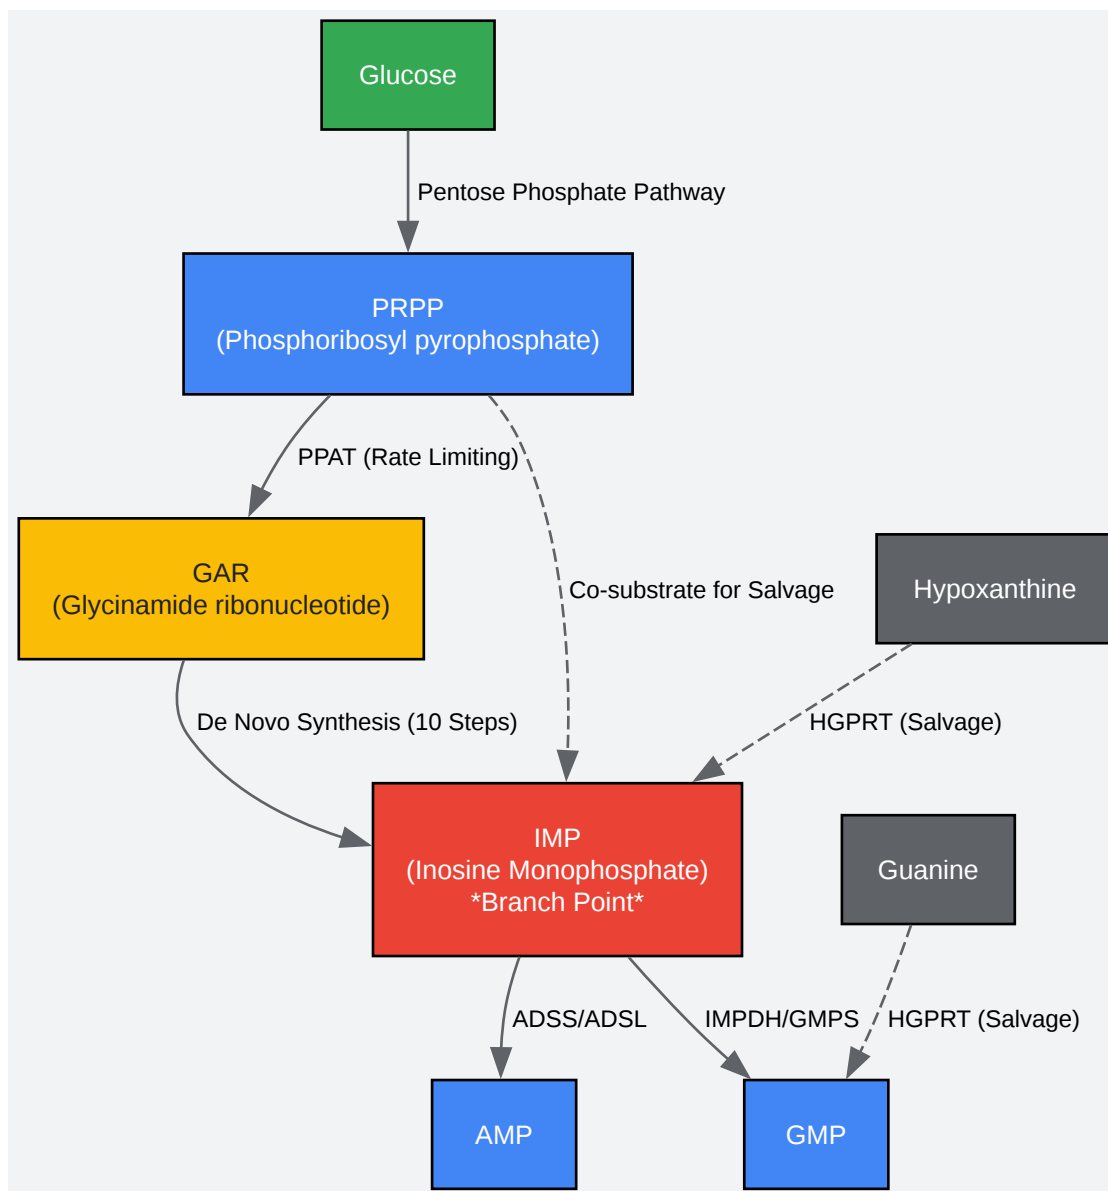 Glucose
Pentose Phosphate Pathway
PRPP
(Phosphoribosyl pyrophosphate)
PPAT (Rate Limiting)
GAR
(Glycinamide ribonucleotide)
Co-substrate for Salvage
Hypoxanthine
De Novo Synthesis (10 Steps)
HGPRT (Salvage)
IMP
(Inosine Monophosphate)
*Branch Point*
Guanine
ADSS/ADSL
IMPDH/GMPS
HGPRT (Salvage)
AMP
GMP